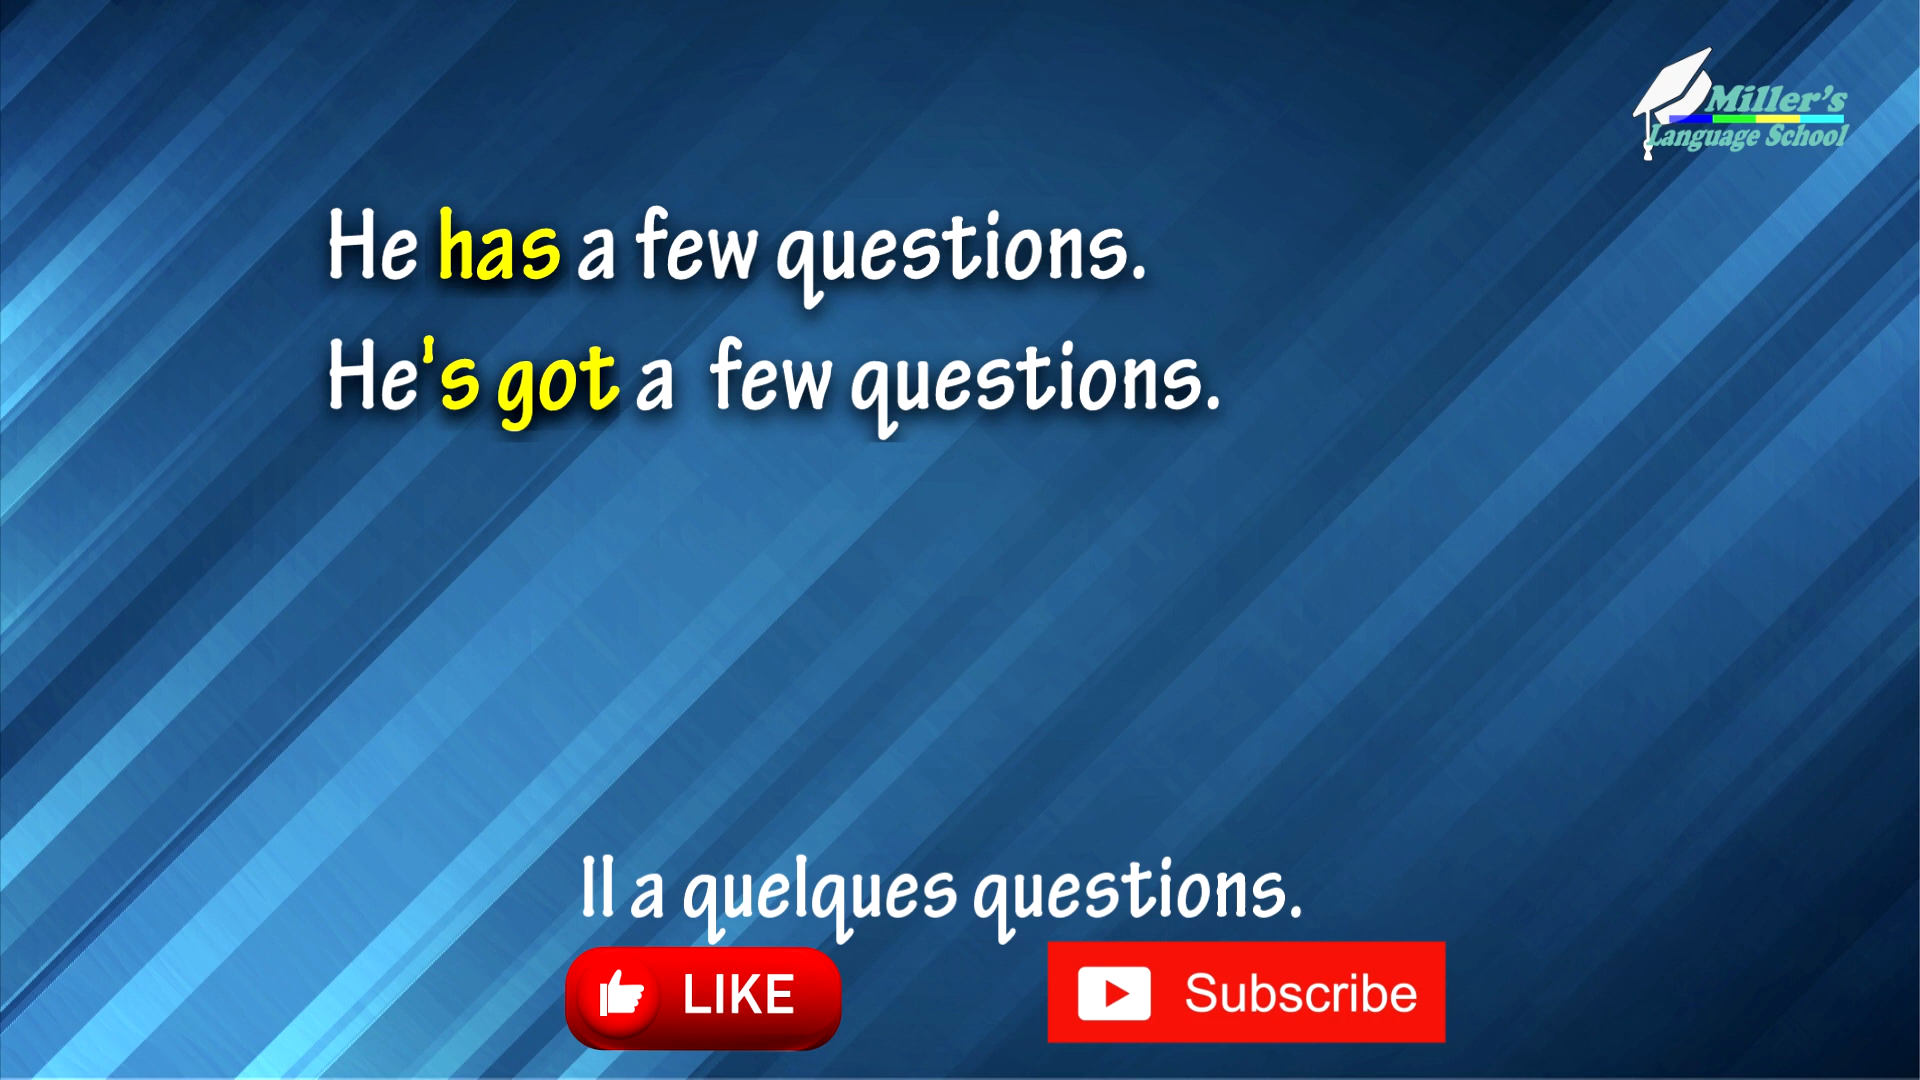 Miller's
Language School
He has a few questions.
He's got a few questions.
Il a quelques questions.
LIKE
Subscribe